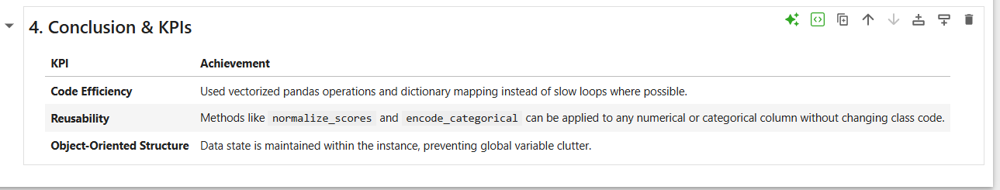 4. Conclusion & KPIs
KPI Achievement
Code Efficiency Used vectorized pandas operations and dictionary mapping instead of slow loops where possible.
Reusability Methods like normalize_scores and encode_categorical can be applied to any numerical or categorical column without changing class code.
Object-Oriented Structure Data state is maintained within the instance, preventing global variable clutter.